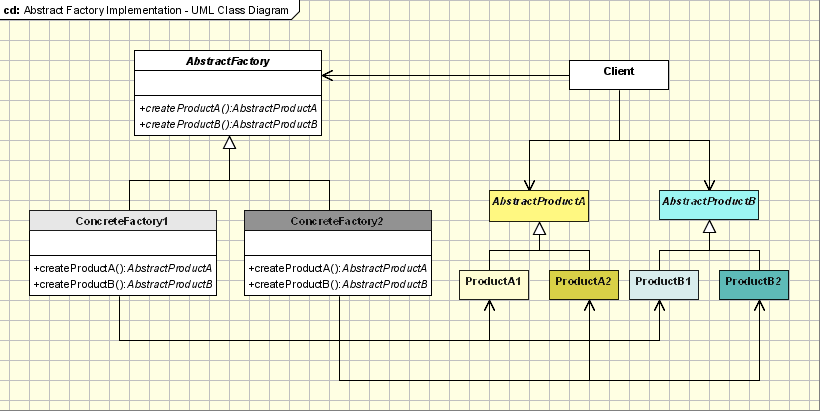 cd: Abstract Factory Implementation - UML Class Diagram
AbstractFactory
+createProductA():AbstractProductA
+createProductB():AbstractProductB
Client
ConcreteFactory1
+createProductA():AbstractProductA
+createProductB():AbstractProductB
ConcreteFactory2
+createProductA():AbstractProductA
+createProductB():AbstractProductB
AbstractProductA
AbstractProductB
ProductA1
ProductA2
ProductB1
ProductB2